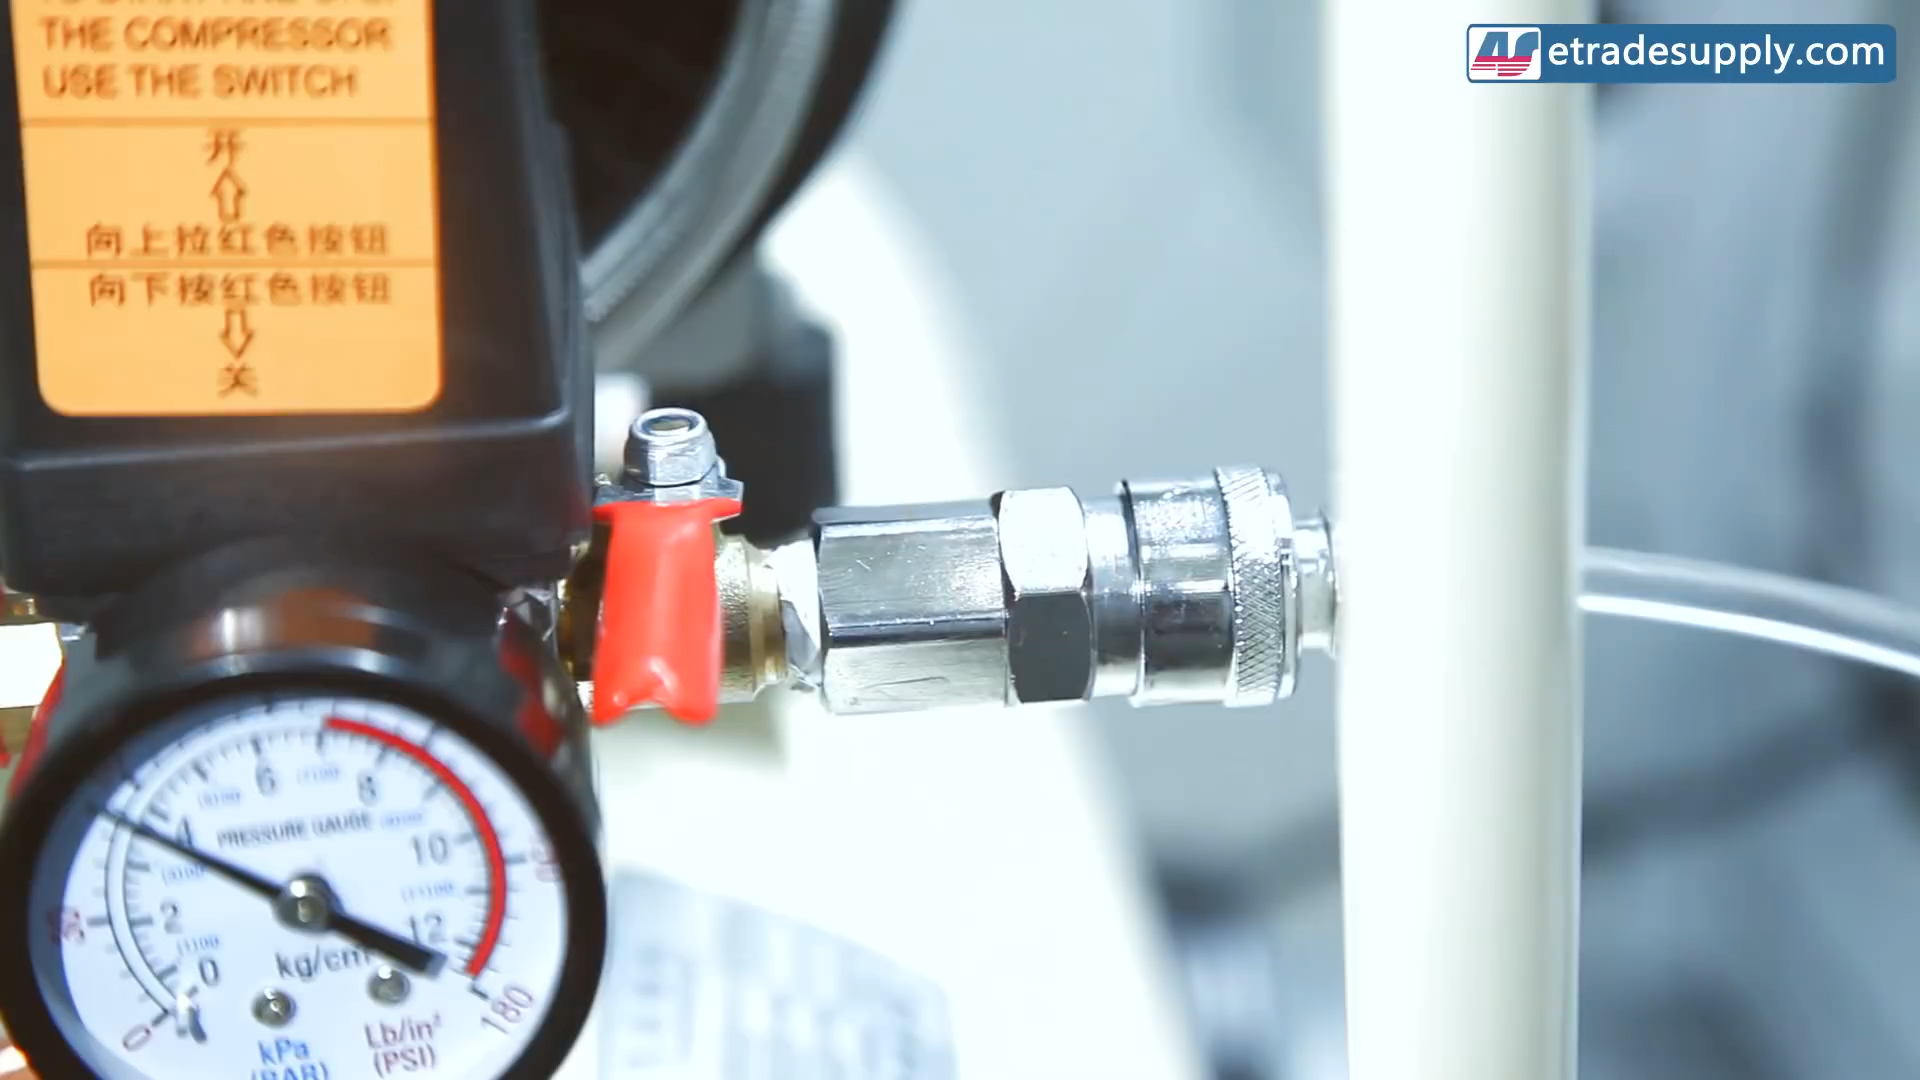 THE COMPRESSOR
USE THE SWITCH
开
向上拉红色按钮
向下按红色按钮
关
etradesupply.com
6
8
4
PRESSURE GAUGE
10
2
12
0
kg/cm
0
180
kPa
(BAR)
Lb/in²
(PSI)